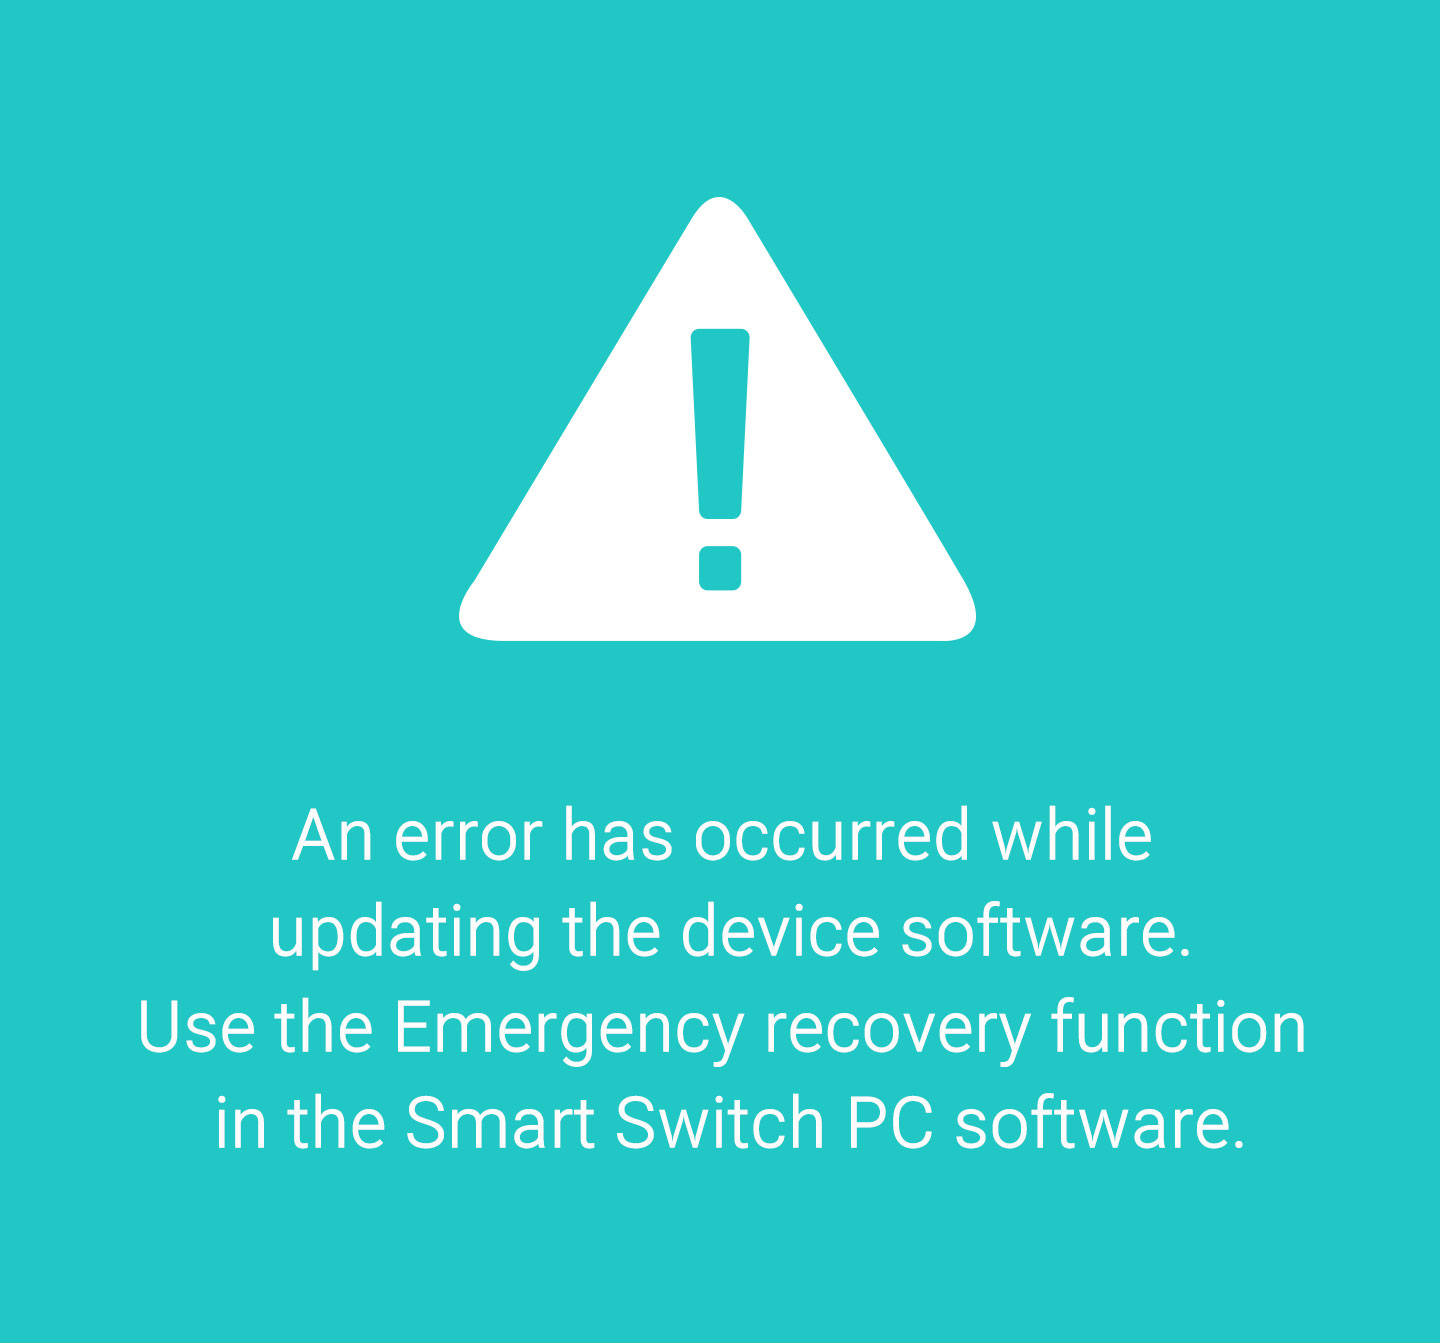 An error has occurred while
updating the device software.
Use the Emergency recovery function
in the Smart Switch PC software.